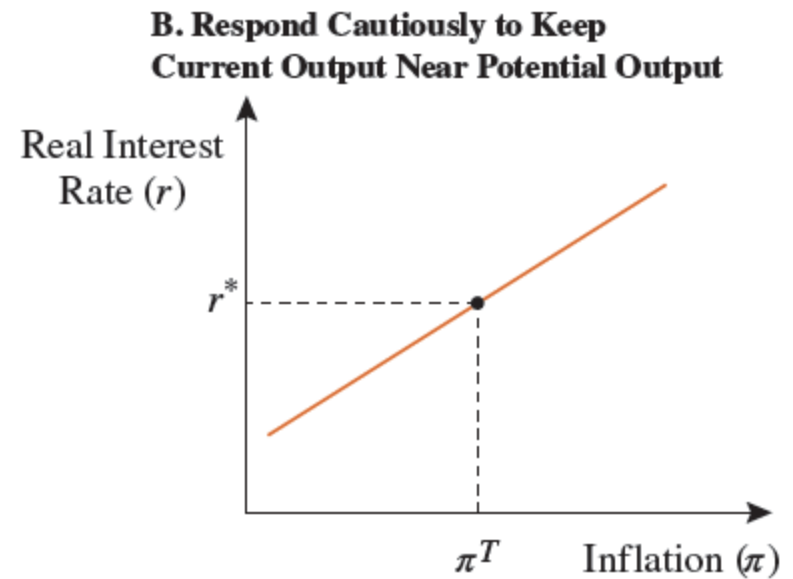 B. Respond Cautiously to Keep
Current Output Near Potential Output
Real Interest
Rate (r)
r*
π^T
Inflation (π)